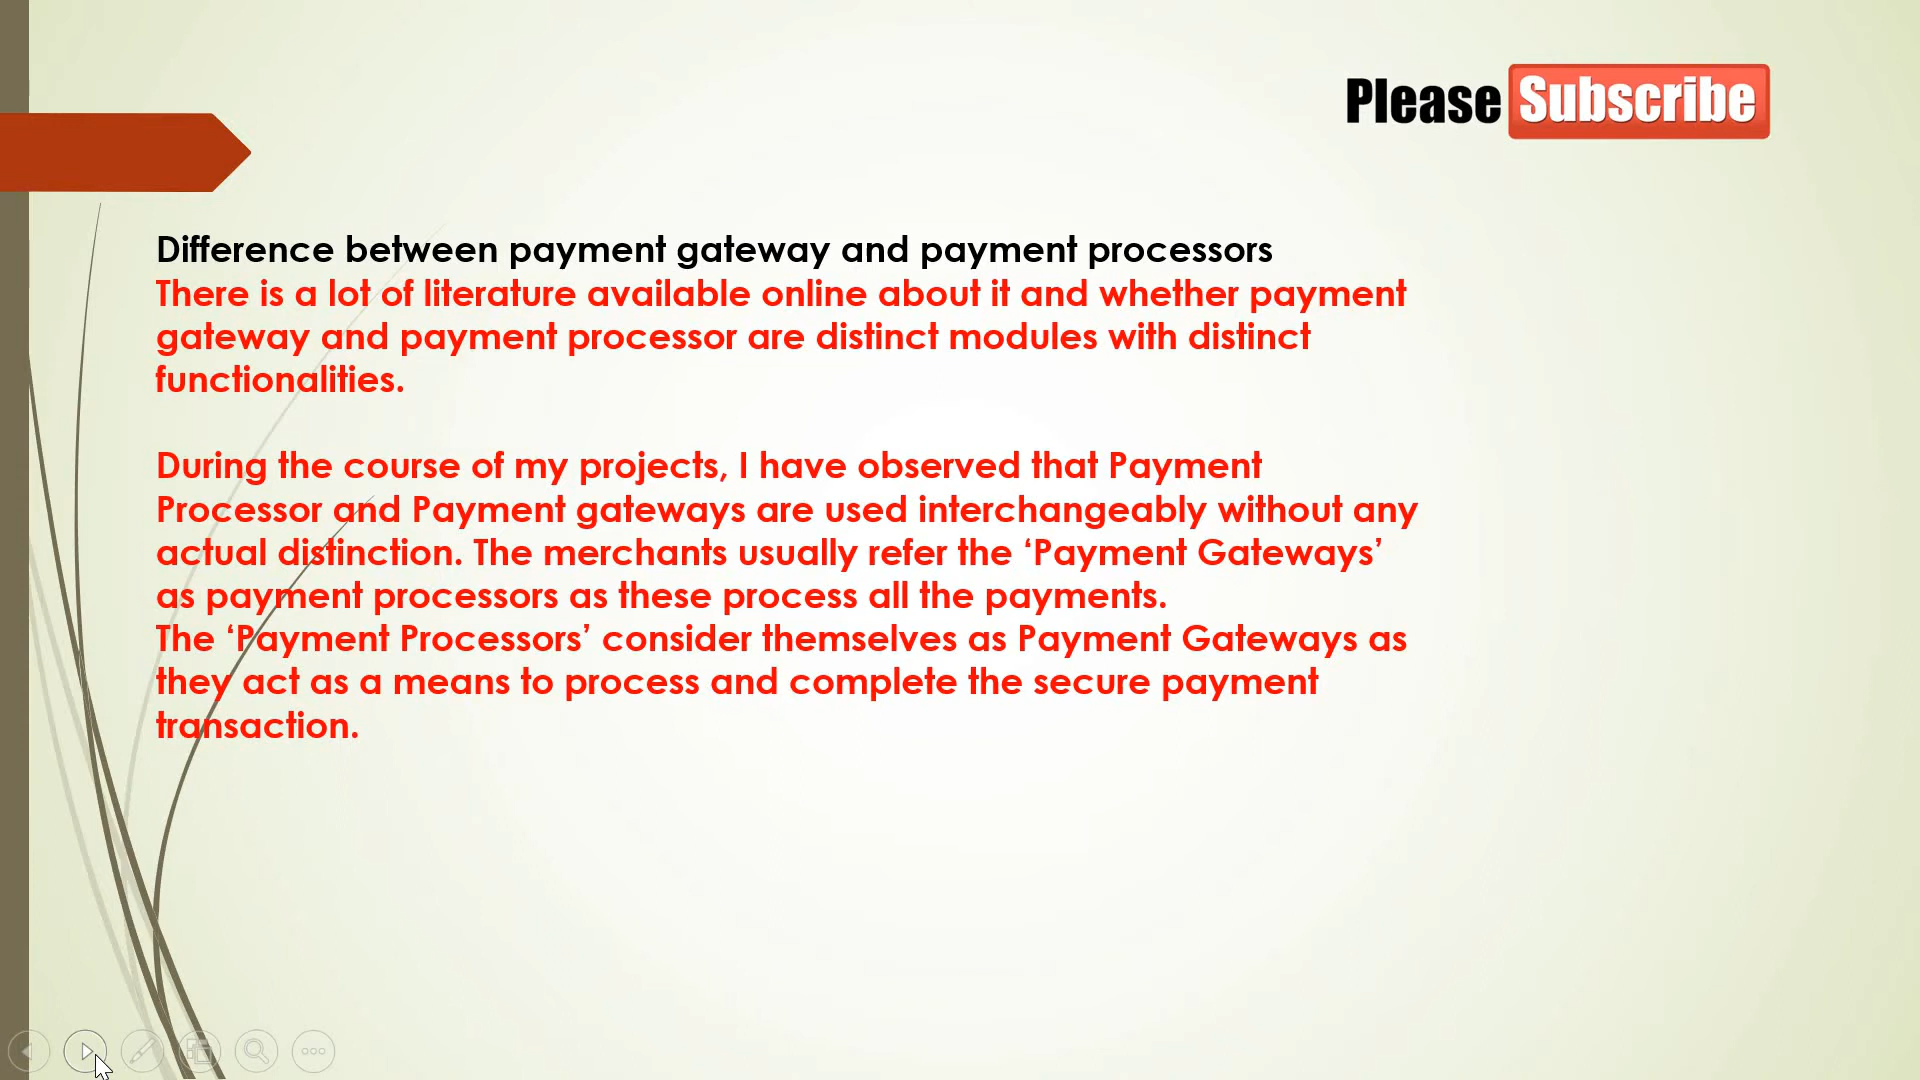 Please Subscribe
Difference between payment gateway and payment processors
There is a lot of literature available online about it and whether payment
gateway and payment processor are distinct modules with distinct
functionalities.
During the course of my projects, I have observed that Payment
Processor and Payment gateways are used interchangeably without any
actual distinction. The merchants usually refer the ‘Payment Gateways’
as payment processors as these process all the payments.
The ‘Payment Processors’ consider themselves as Payment Gateways as
they act as a means to process and complete the secure payment
transaction.